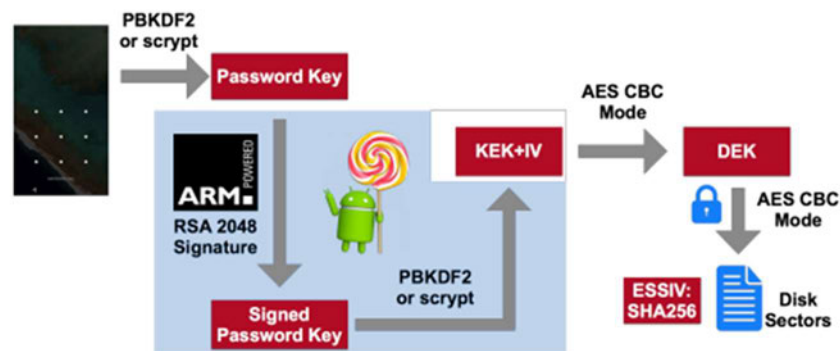 PBKDF2
or scrypt
Password Key
ARM POWERED
RSA 2048
Signature
Signed
Password Key
PBKDF2
or scrypt
KEK+IV
AES CBC
Mode
DEK
AES CBC
Mode
ESSIV:
SHA256
Disk
Sectors